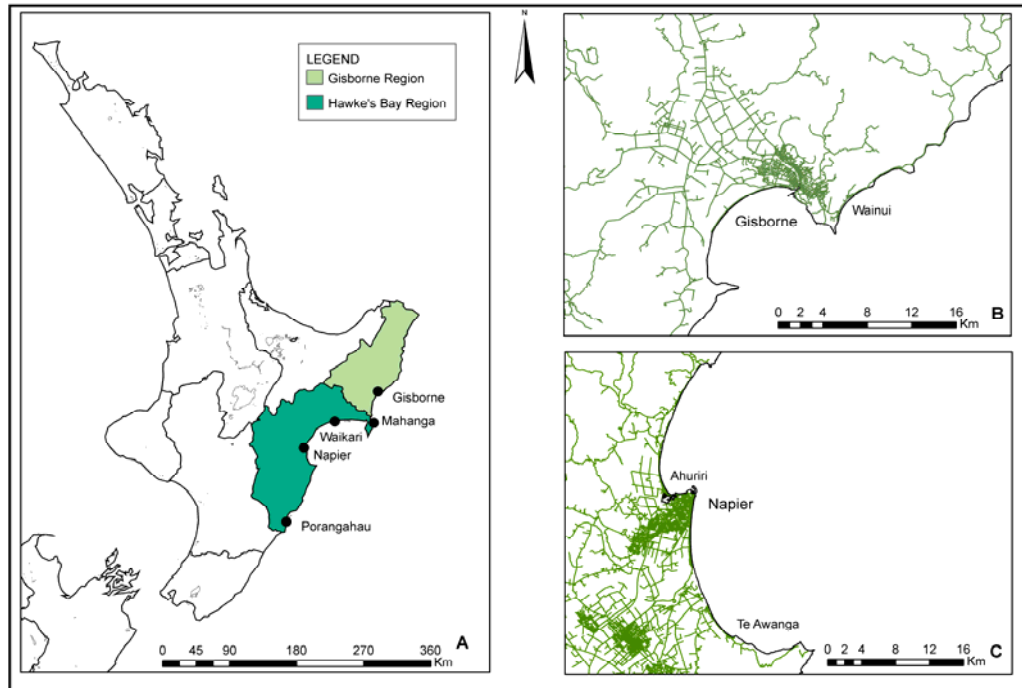 LEGEND
Gisborne Region
Hawke's Bay Region
Gisborne
Mahanga
Waikari
Napier
Porangahau
0 45 90 180 270 360
Km
A
N
Gisborne
Wainui
0 2 4 8 12 16
Km
B
Ahuriri
Napier
Te Awanga
0 2 4 8 12 16
Km
C